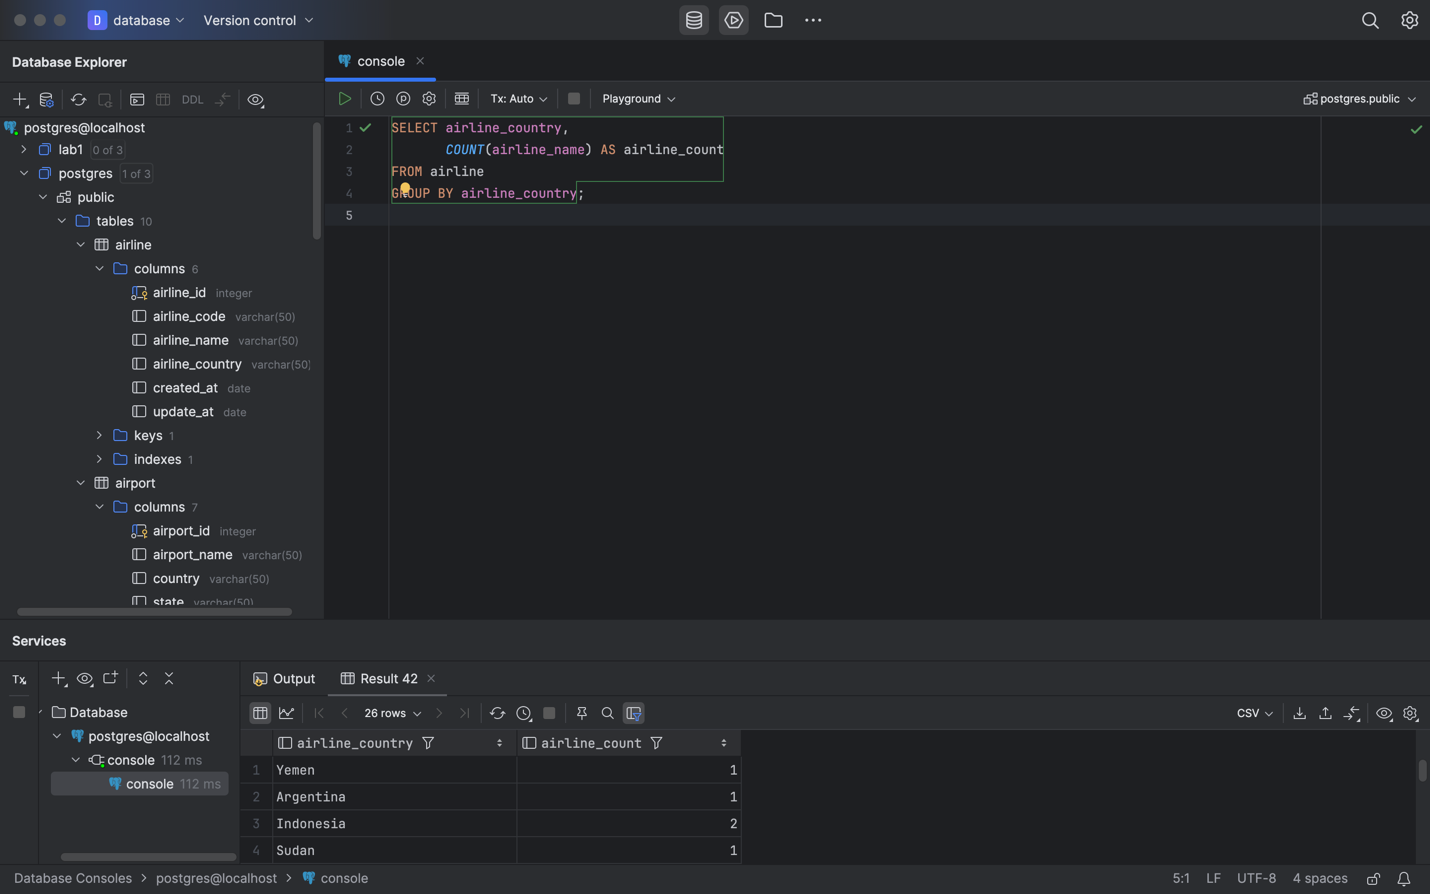 D database Version control
Database Explorer
console
DDL
Tx: Auto
Playground
postgres.public
postgres@localhost
lab1 0 of 3
postgres 1 of 3
public
tables 10
airline
columns 6
airline_id integer
airline_code varchar(50)
airline_name varchar(50)
airline_country varchar(50)
created_at date
update_at date
keys 1
indexes 1
airport
columns 7
airport_id integer
airport_name varchar(50)
country varchar(50)
state varchar(50)
1 SELECT airline_country,
2 COUNT(airline_name) AS airline_count
3 FROM airline
4 GROUP BY airline_country;
5
Services
Tx
Output
Result 42
Database
postgres@localhost
console 112 ms
console 112 ms
26 rows
CSV
airline_country airline_count
1 Yemen 1
2 Argentina 1
3 Indonesia 2
4 Sudan 1
Database Consoles > postgres@localhost > console
5:1 LF UTF-8 4 spaces